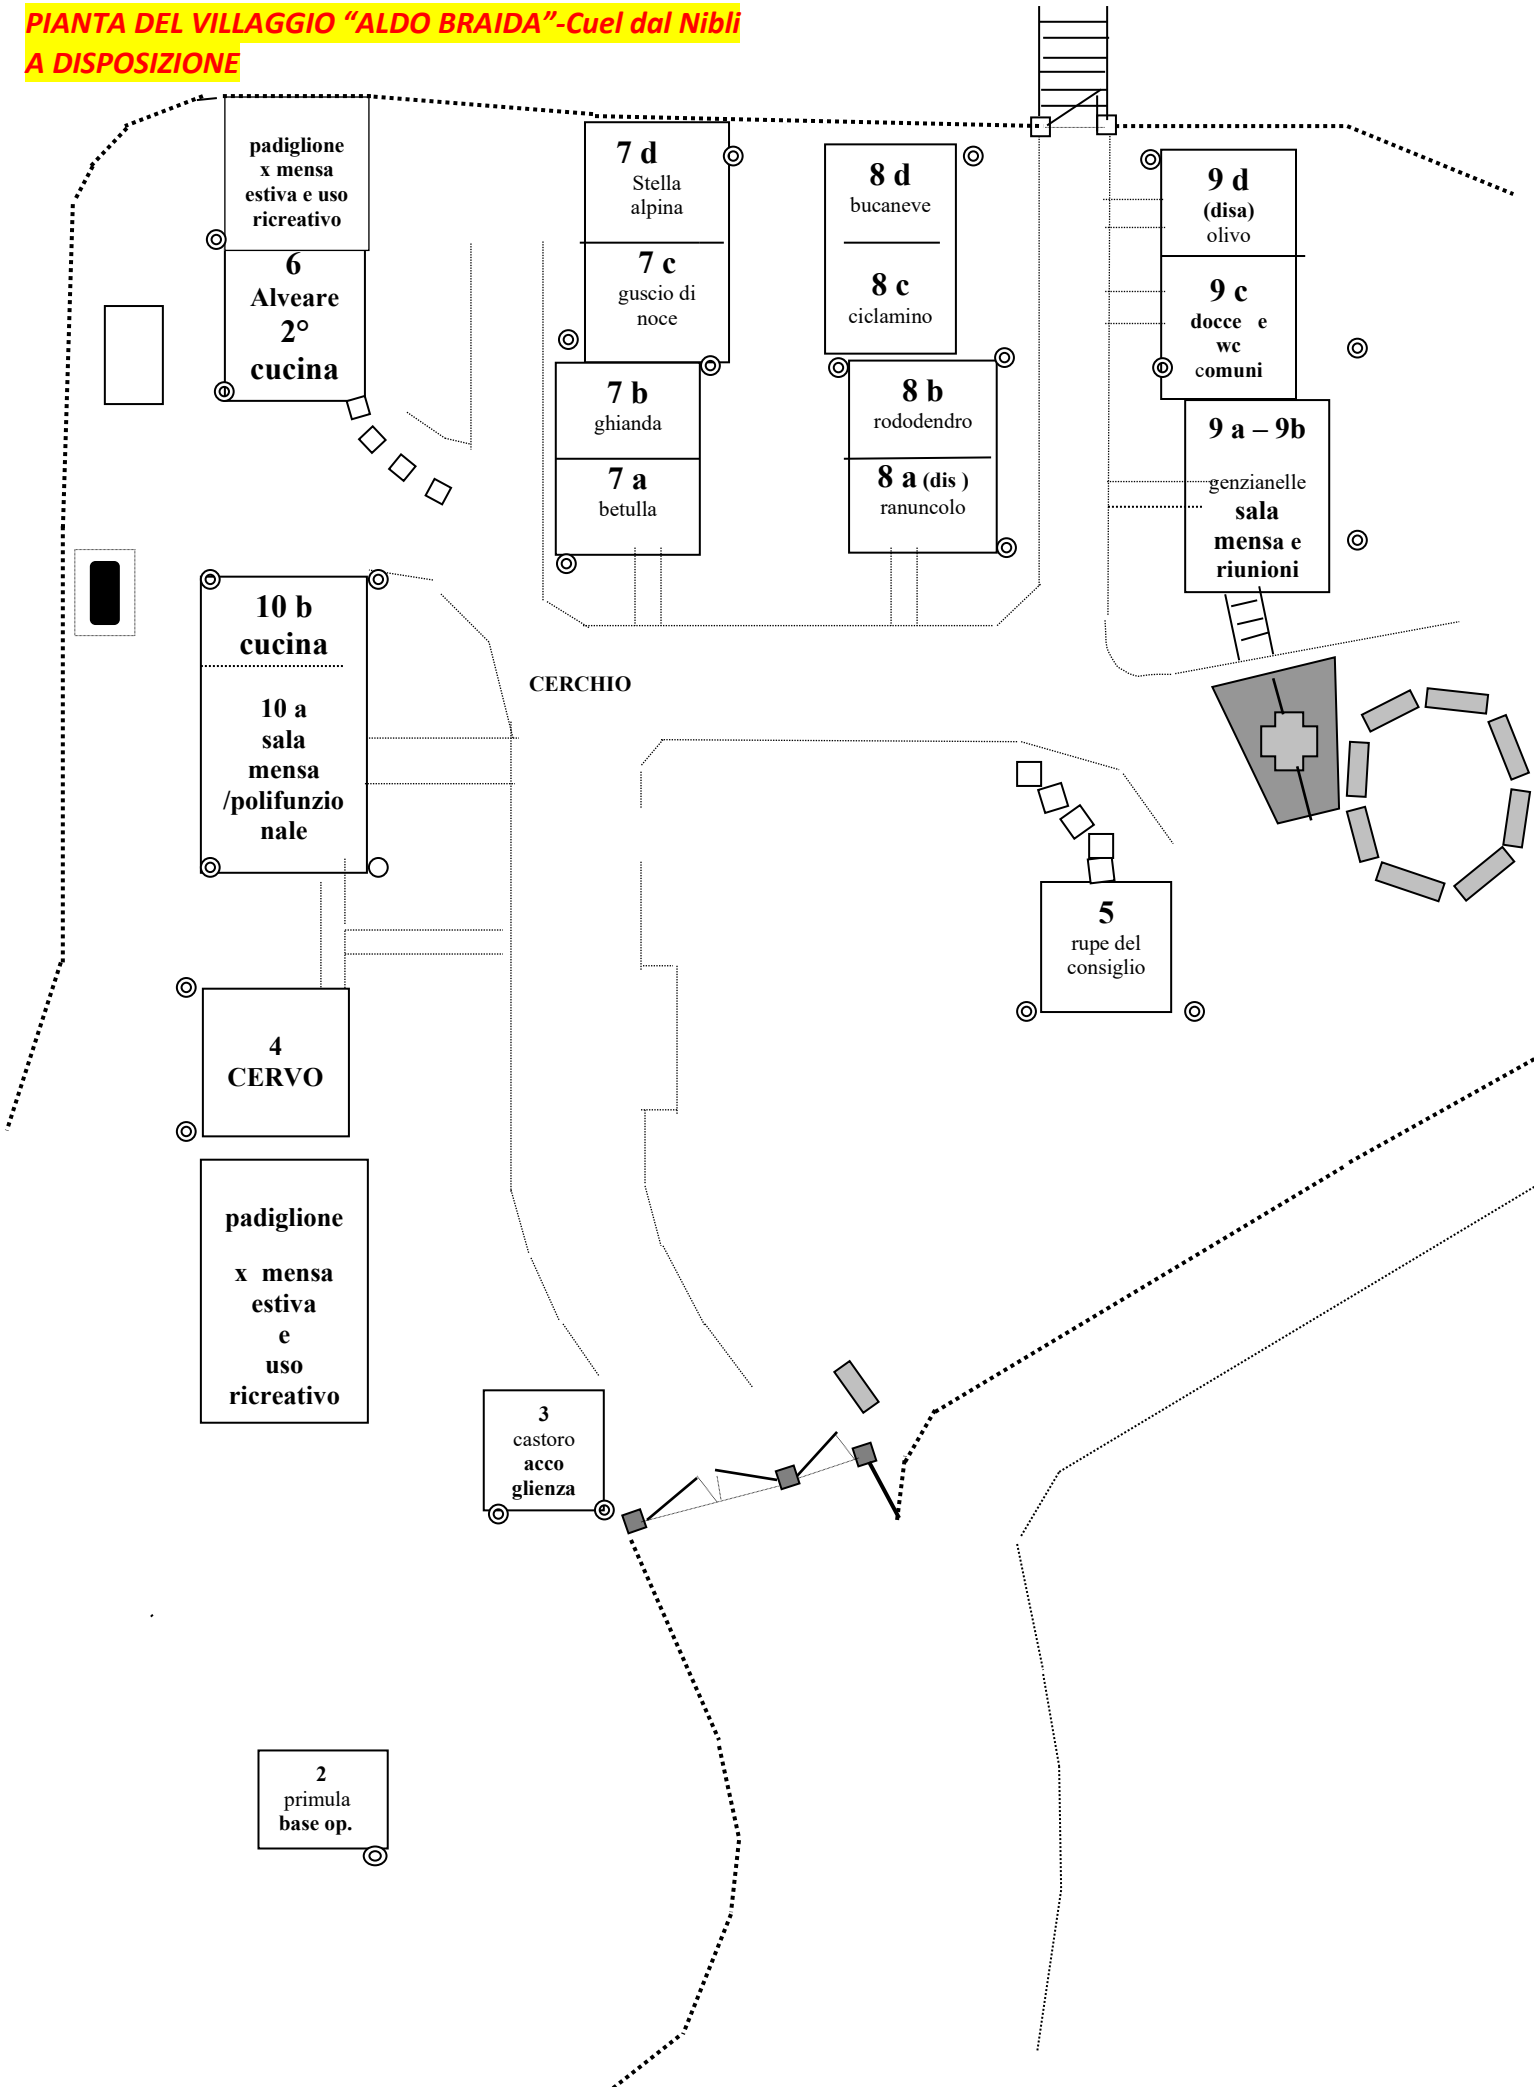 PIANTA DEL VILLAGGIO “ALDO BRAIDA”-Cuel dal Nibli
A DISPOSIZIONE
padiglione
x mensa
estiva e uso
ricreativo
6
Alveare
2°
cucina
7 d
Stella
alpina
7 c
guscio di
noce
7 b
ghianda
7 a
betulla
8 d
bucaneve
8 c
ciclamino
8 b
rododendro
8 a (dis )
ranuncolo
9 d
(disa)
olivo
9 c
docce e
wc
comuni
9 a – 9b
genzianelle
sala
mensa e
riunioni
10 b
cucina
10 a
sala
mensa
/polifunzio
nale
CERCHIO
5
rupe del
consiglio
4
CERVO
padiglione
x mensa
estiva
e
uso
ricreativo
3
castoro
acco
glienza
2
primula
base op.